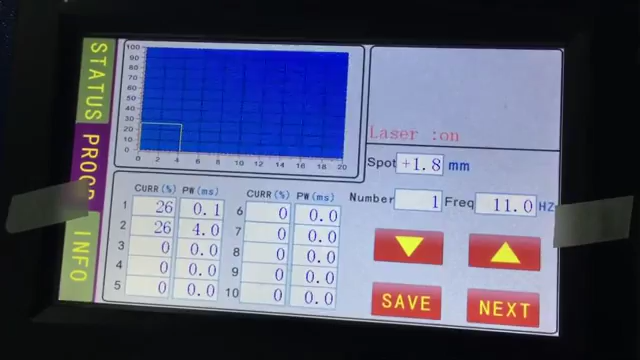 STATUS
PROGR
INFO
100
90
80
70
60
50
40
30
20
10
0
0 2 4 6 8 10 12 14 16 18 20
Laser :on
Spot +1.8 mm
Number 1 Freq 11.0 HZ
CURR(%) PW(ms) CURR(%) PW(ms)
1 26 0.1 6 0 0.0
2 26 4.0 7 0 0.0
3 0 0.0 8 0 0.0
4 0 0.0 9 0 0.0
5 0 0.0 10 0 0.0
SAVE NEXT